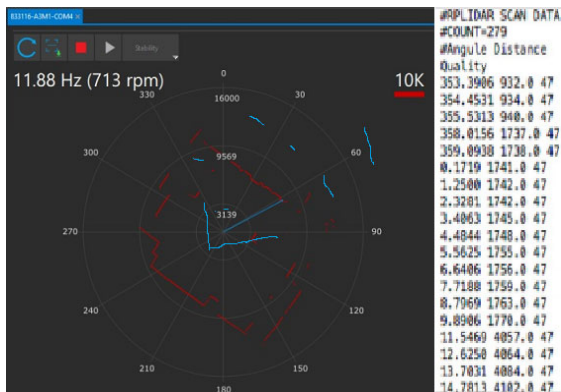 833116-A3M1-COM4 ×
Stability
11.88 Hz (713 rpm)
10K
0
330
30
16000
300
60
9569
3139
270
90
240
120
210
150
180
#RPLIDAR SCAN DATA
#COUNT=279
#Angule Distance
Quality
353.3906 932.0 47
354.4531 934.0 47
355.5313 940.0 47
358.0156 1737.0 47
359.0938 1738.0 47
0.1719 1741.0 47
1.2500 1742.0 47
2.3281 1742.0 47
3.4063 1745.0 47
4.4844 1748.0 47
5.5625 1755.0 47
6.6406 1756.0 47
7.7188 1759.0 47
8.7969 1763.0 47
9.8906 1770.0 47
11.5469 4057.0 47
12.6250 4064.0 47
13.7031 4084.0 47
14.7813 4102.0 47